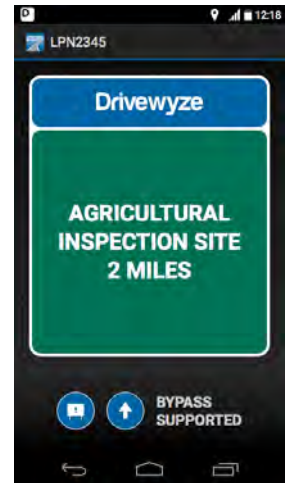 12:18
LPN2345
Drivewyze
AGRICULTURAL
INSPECTION SITE
2 MILES
BYPASS
SUPPORTED